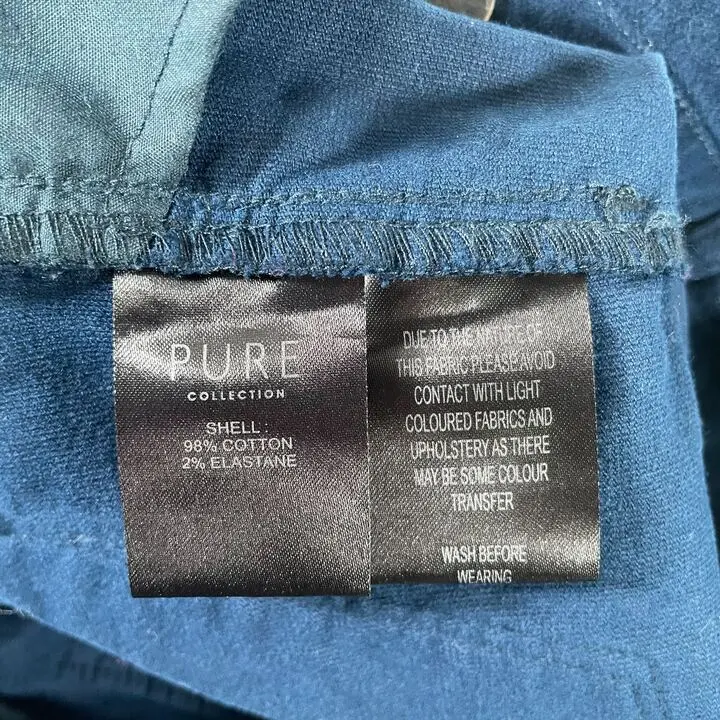 PURE
COLLECTION
SHELL :
98% COTTON
2% ELASTANE
DUE TO THE NATURE OF
THIS FABRIC PLEASE AVOID
CONTACT WITH LIGHT
COLOURED FABRICS AND
UPHOLSTERY AS THERE
MAY BE SOME COLOUR
TRANSFER
WASH BEFORE
WEARING